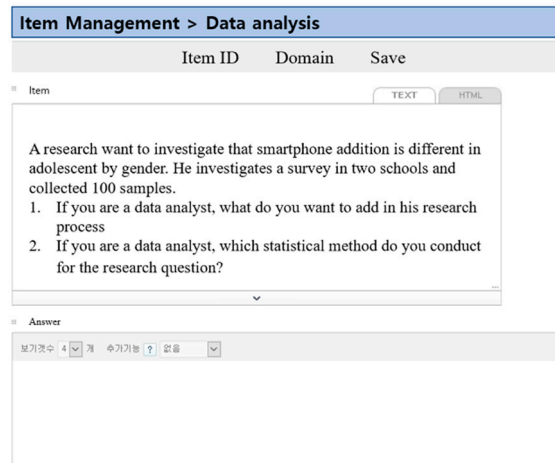 Item Management > Data analysis
Item ID Domain Save
Item
TEXT HTML
A research want to investigate that smartphone addition is different in
adolescent by gender. He investigates a survey in two schools and
collected 100 samples.
1. If you are a data analyst, what do you want to add in his research
process
2. If you are a data analyst, which statistical method do you conduct
for the research question?
Answer
보기갯수 4 개 추가기능 ? 없음